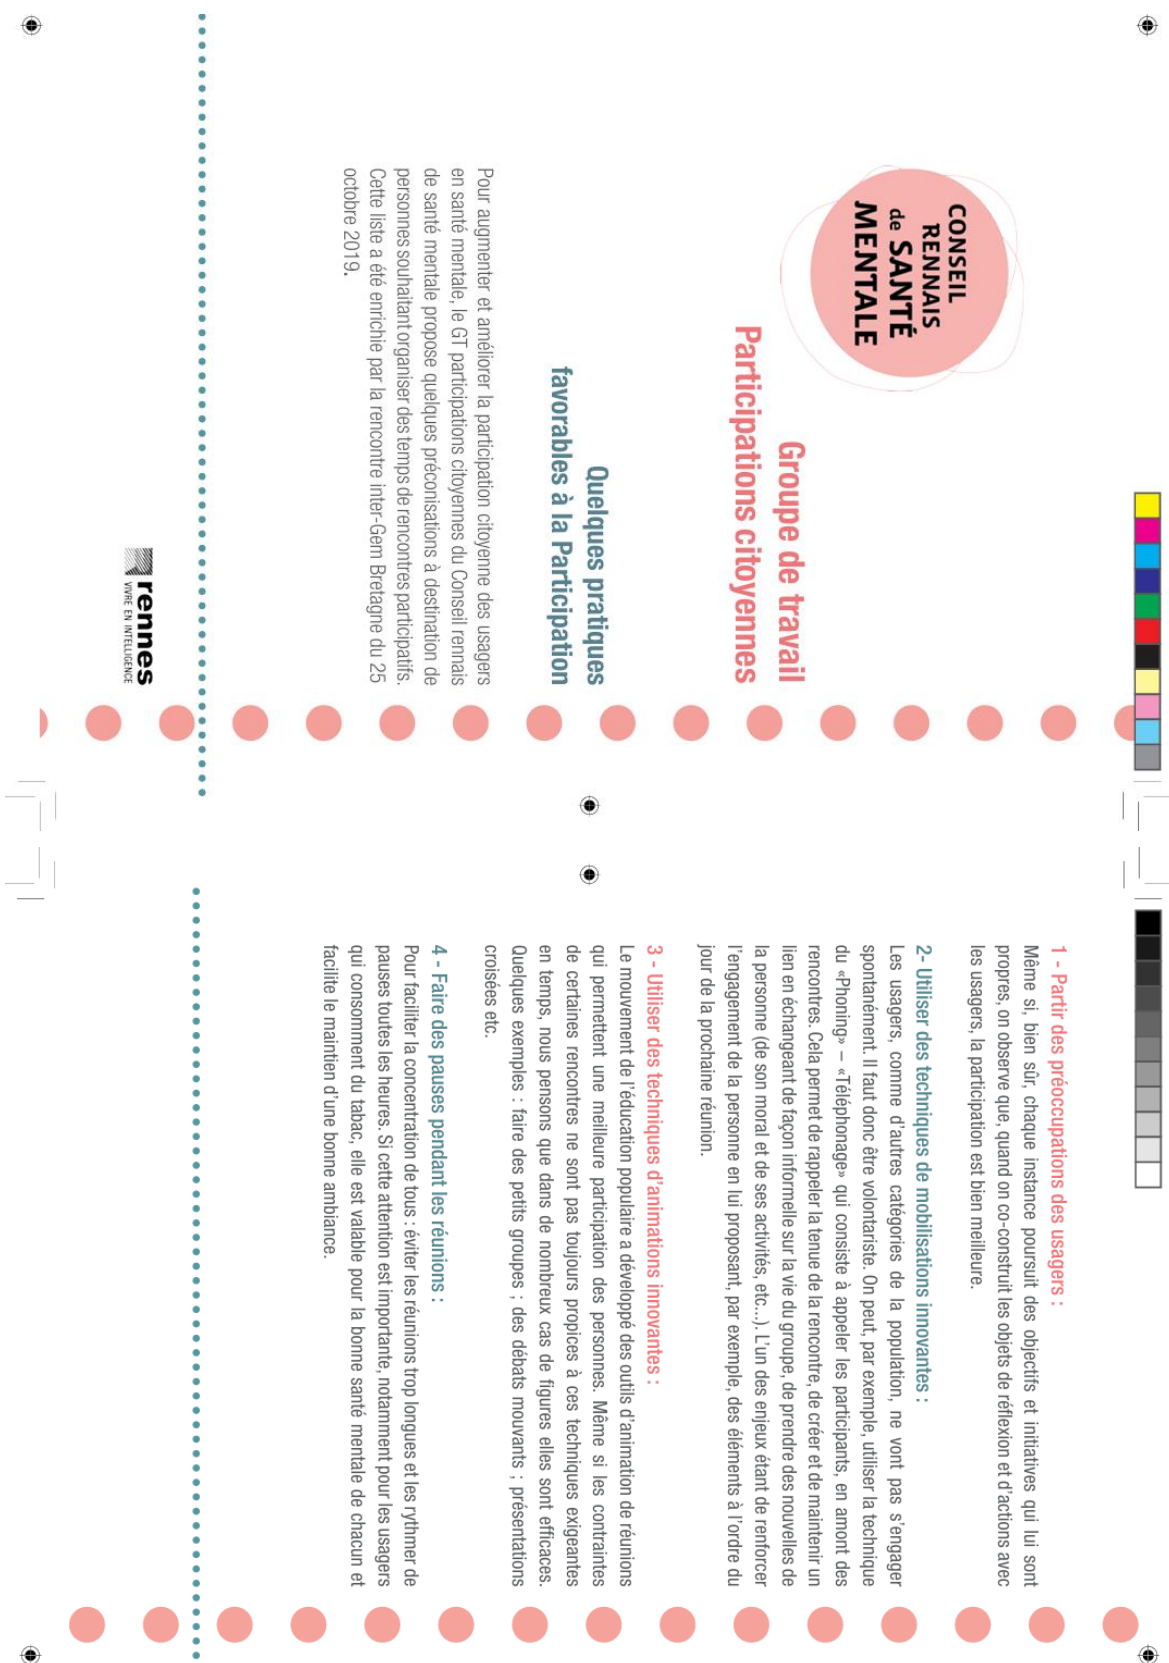 CONSEIL
RENNAIS
de SANTÉ
MENTALE
Groupe de travail
Participations citoyennes
Quelques pratiques
favorables à la Participation
Pour augmenter et améliorer la participation citoyenne des usagers
en santé mentale, le GT participations citoyennes du Conseil rennais
de santé mentale propose quelques préconisations à destination de
personnes souhaitant organiser des temps de rencontres participatifs.
Cette liste a été enrichie par la rencontre inter-Gem Bretagne du 25
octobre 2019.
rennes
VIVRE EN INTELLIGENCE
1 - Partir des préoccupations des usagers :
Même si, bien sûr, chaque instance poursuit des objectifs et initiatives qui lui sont
propres, on observe que, quand on co-construit les objets de réflexion et d'actions avec
les usagers, la participation est bien meilleure.
2- Utiliser des techniques de mobilisations innovantes :
Les usagers, comme d'autres catégories de la population, ne vont pas s'engager
spontanément. Il faut donc être volontariste. On peut, par exemple, utiliser la technique
du «Phoning» – «Téléphonage» qui consiste à appeler les participants, en amont des
rencontres. Cela permet de rappeler la tenue de la rencontre, de créer et de maintenir un
lien en échangeant de façon informelle sur la vie du groupe, de prendre des nouvelles de
la personne (de son moral et de ses activités, etc...). L'un des enjeux étant de renforcer
l'engagement de la personne en lui proposant, par exemple, des éléments à l'ordre du
jour de la prochaine réunion.
3 - Utiliser des techniques d'animations innovantes :
Le mouvement de l'éducation populaire a développé des outils d'animation de réunions
qui permettent une meilleure participation des personnes. Même si les contraintes
de certaines rencontres ne sont pas toujours propices à ces techniques exigeantes
en temps, nous pensons que dans de nombreux cas de figures elles sont efficaces.
Quelques exemples : faire des petits groupes ; des débats mouvants ; présentations
croisées etc.
4 - Faire des pauses pendant les réunions :
Pour faciliter la concentration de tous : éviter les réunions trop longues et les rythmer de
pauses toutes les heures. Si cette attention est importante, notamment pour les usagers
qui consomment du tabac, elle est valable pour la bonne santé mentale de chacun et
facilite le maintien d'une bonne ambiance.